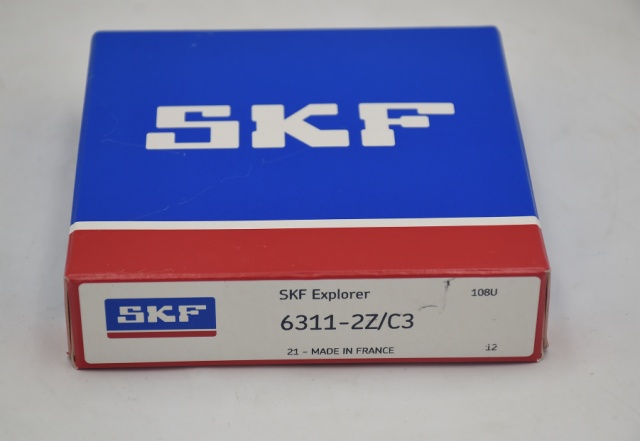 SKF
SKF
SKF Explorer
108U
6311-2Z/C3
21 - MADE IN FRANCE
12